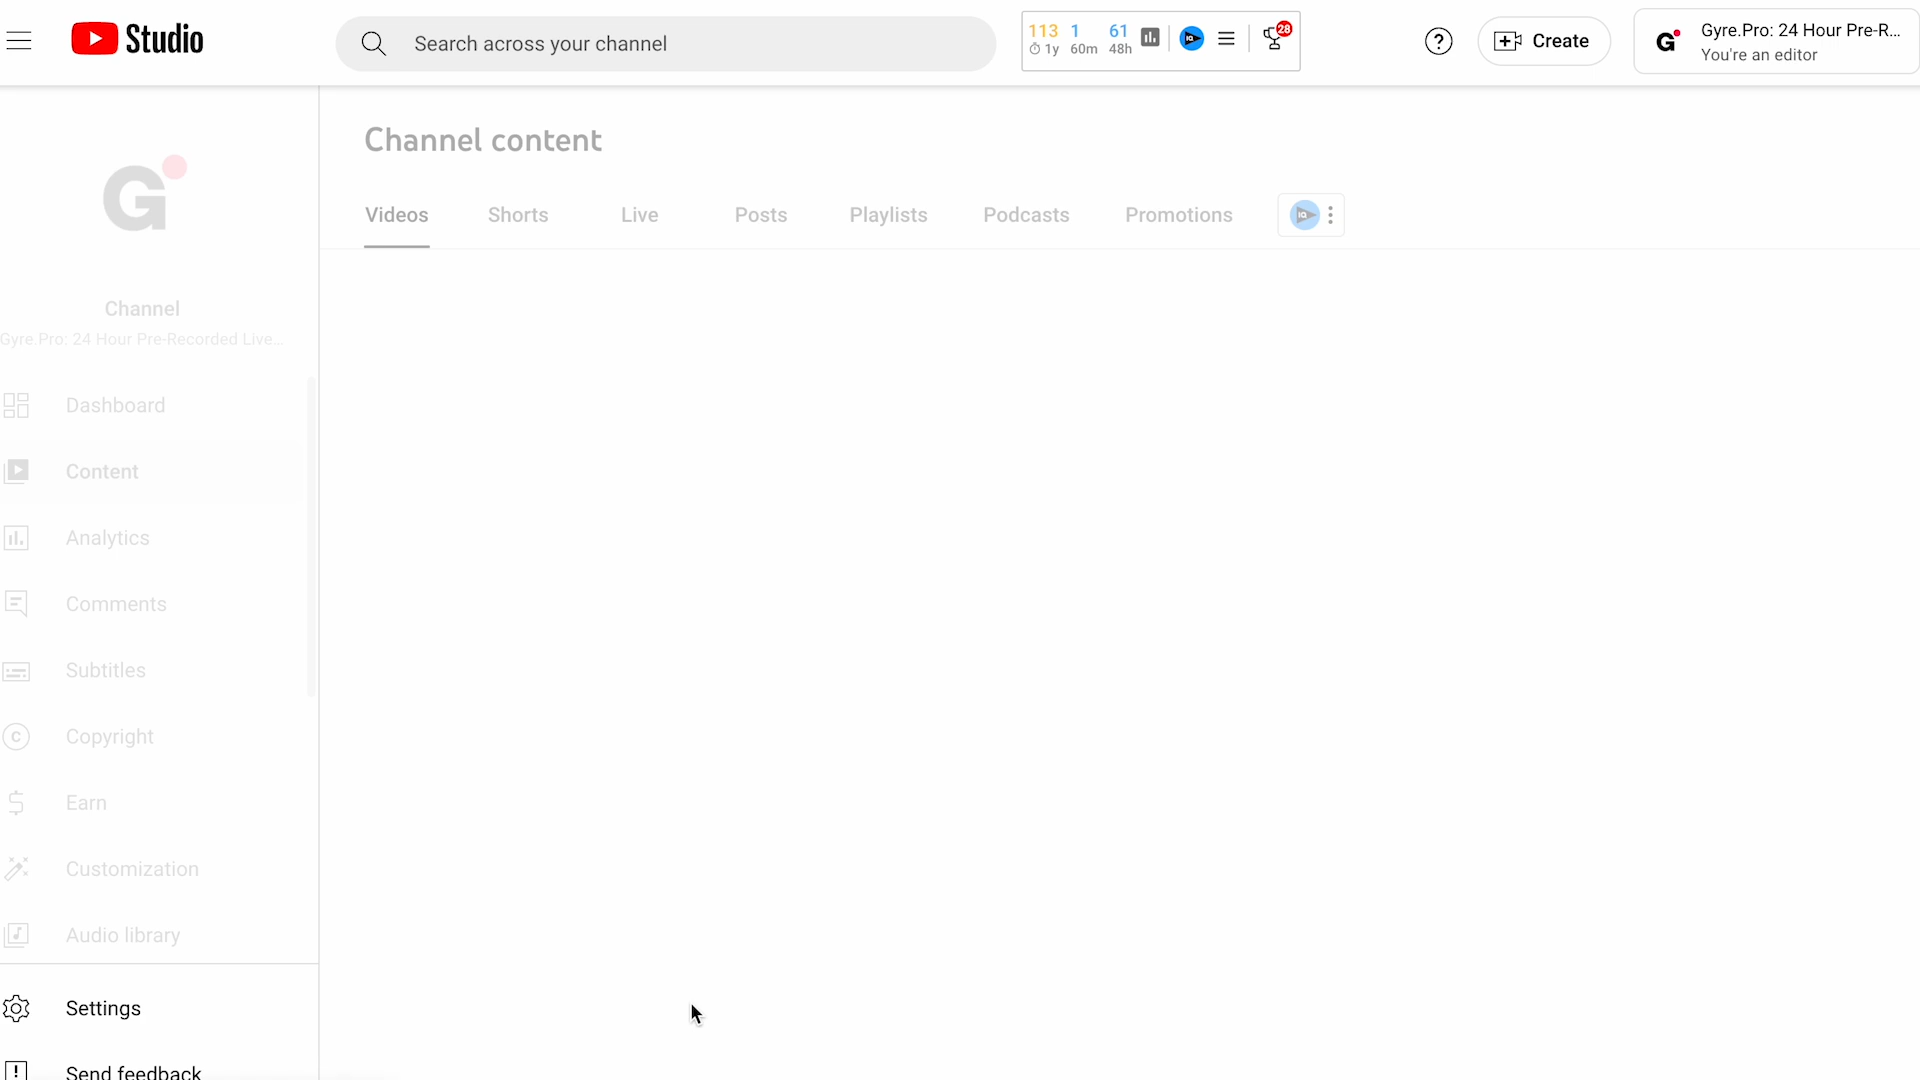 Studio
Search across your channel
113 1 61
1y 60m 48h
28
Create
Gyre.Pro: 24 Hour Pre-R...
You're an editor
Channel content
Videos Shorts Live Posts Playlists Podcasts Promotions
Channel
Gyre.Pro: 24 Hour Pre-Recorded Live...
Dashboard
Content
Analytics
Comments
Subtitles
Copyright
Earn
Customization
Audio library
Settings
Send feedback